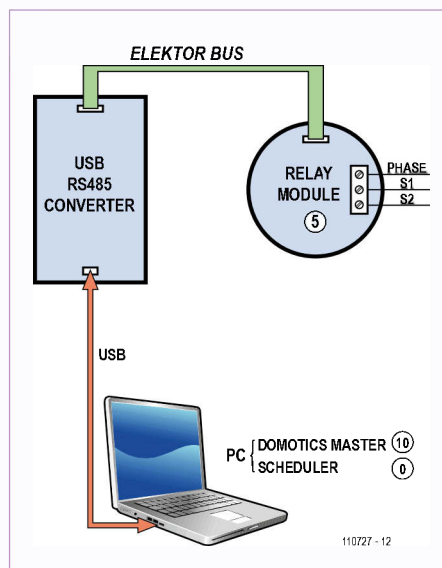 ELEKTOR BUS
USB
RS485
CONVERTER
RELAY
MODULE
5
PHASE
S1
S2
USB
PC { DOMOTICS MASTER 10
SCHEDULER 0
110727 - 12